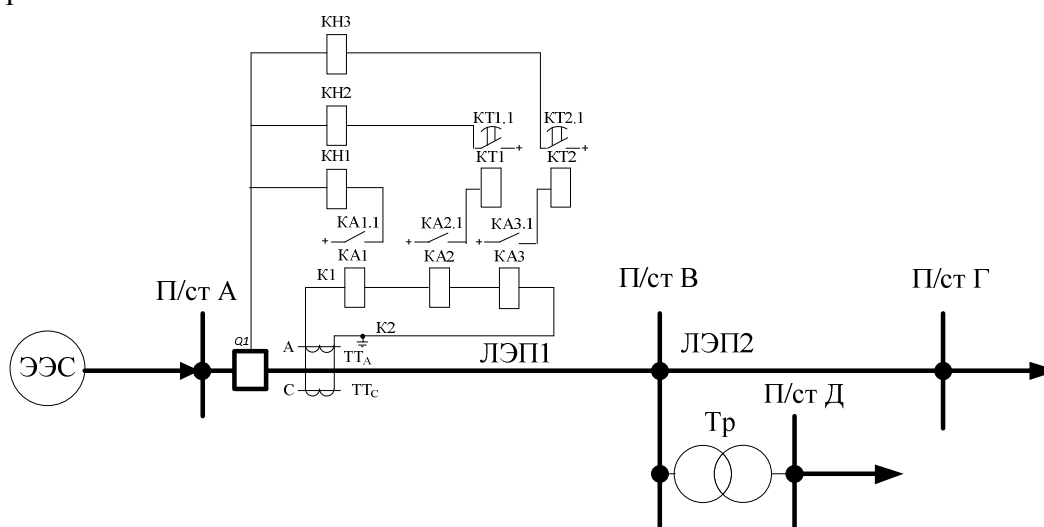 КН3
КН2
КТ1.1
КТ2.1
+
+
КН1
КТ1
КТ2
КА1.1
КА2.1
КА3.1
+
+
+
КА1
КА2
КА3
К1
П/ст А
П/ст В
П/ст Г
К2
Q1
А
ТТА
ЛЭП1
ЛЭП2
ЭЭС
С
ТТС
П/ст Д
Тр